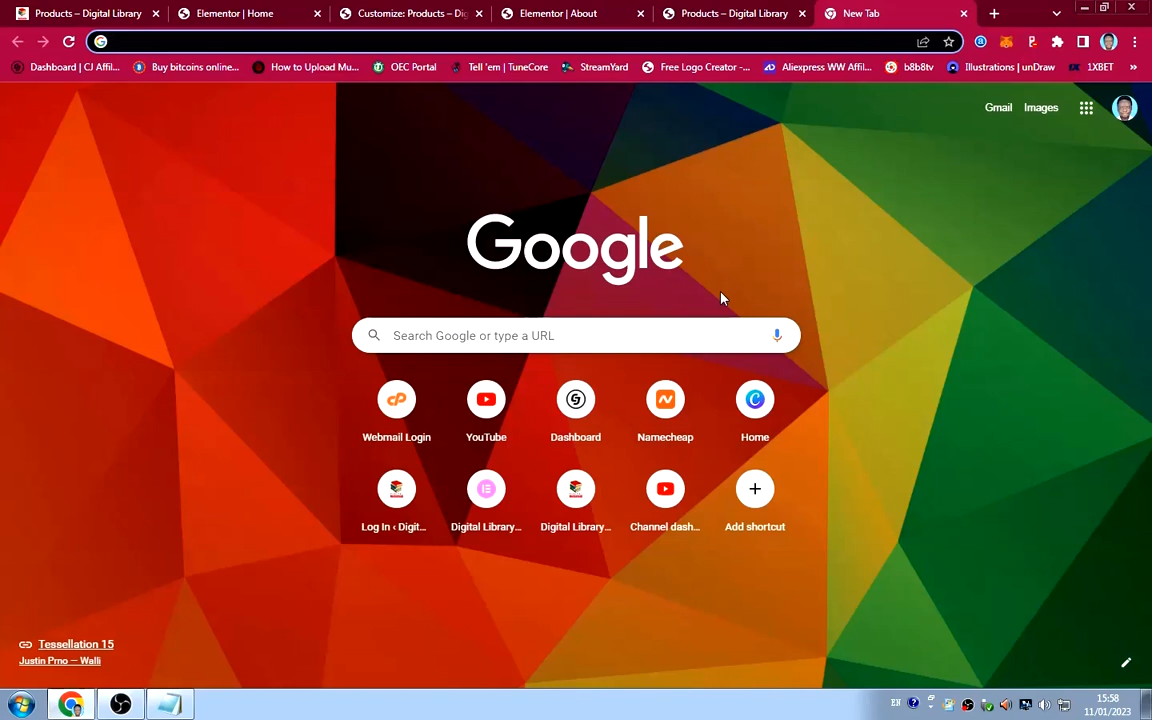 Products – Digital Library
Elementor | Home
Customize: Products – Dig
Elementor | About
Products – Digital Library
New Tab
Dashboard | CJ Affil...
Buy bitcoins online...
How to Upload Mu...
OEC Portal
Tell 'em | TuneCore
StreamYard
Free Logo Creator -...
Aliexpress WW Affil...
b8b8tv
Illustrations | unDraw
1XBET
»
Gmail
Images
Google
Search Google or type a URL
Webmail Login
YouTube
Dashboard
Namecheap
Home
Log In ‹ Digit...
Digital Library...
Digital Library...
Channel dash...
Add shortcut
Tessellation 15
Justin Prno — Walli
EN
15:58
11/01/2023